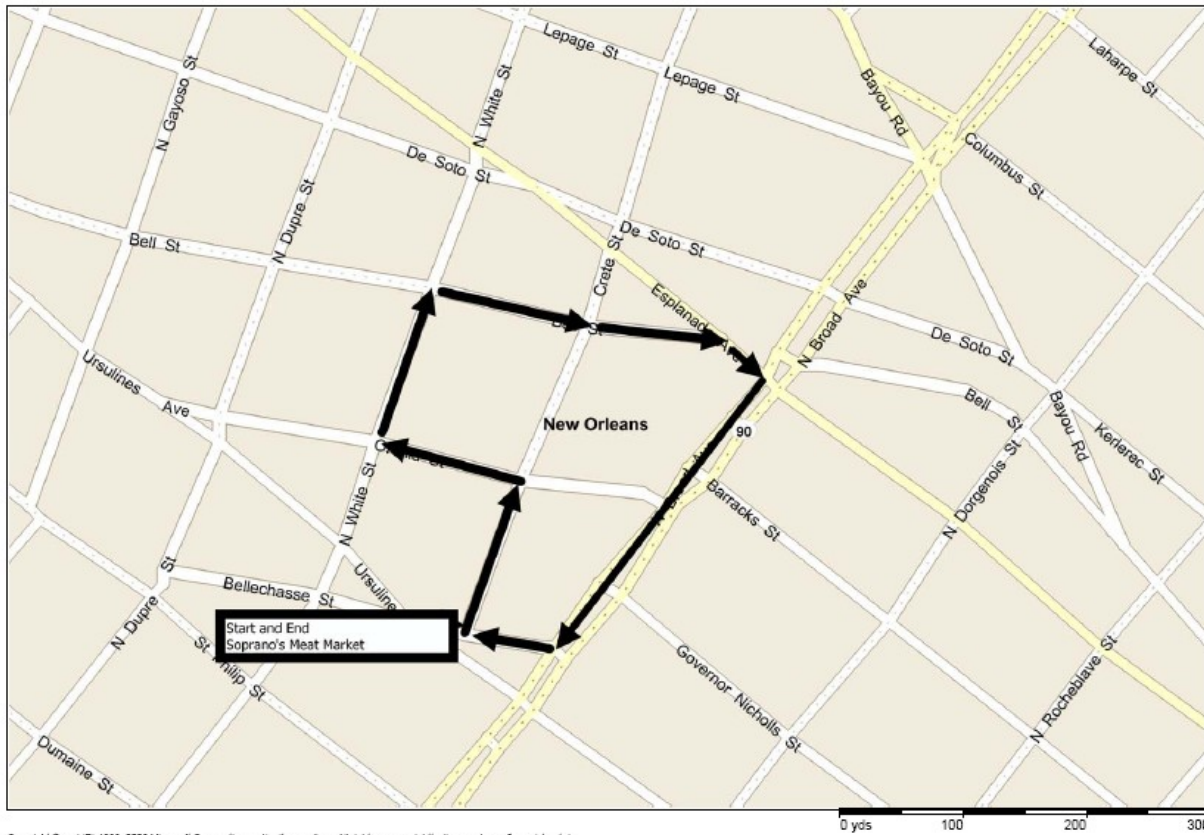 Lepage St
Laharpe St
N Gayoso St
N White St
Lepage St
Bayou Rd
Columbus St
De Soto St
N Dupre St
De Soto St
Bell St
Crete St
Esplanade Ave
N Broad Ave
De Soto St
Ursulines Ave
New Orleans
90
Bell St
Bayou Rd
Kerlerec St
N White St
Barracks St
N Dorgenois St
Bellechasse St
Ursulines
N Dupre St
Start and End
Soprano's Meat Market
St Philip St
Governor Nicholls St
N Rocheblave St
Dumaine St
0 yds 100 200 300